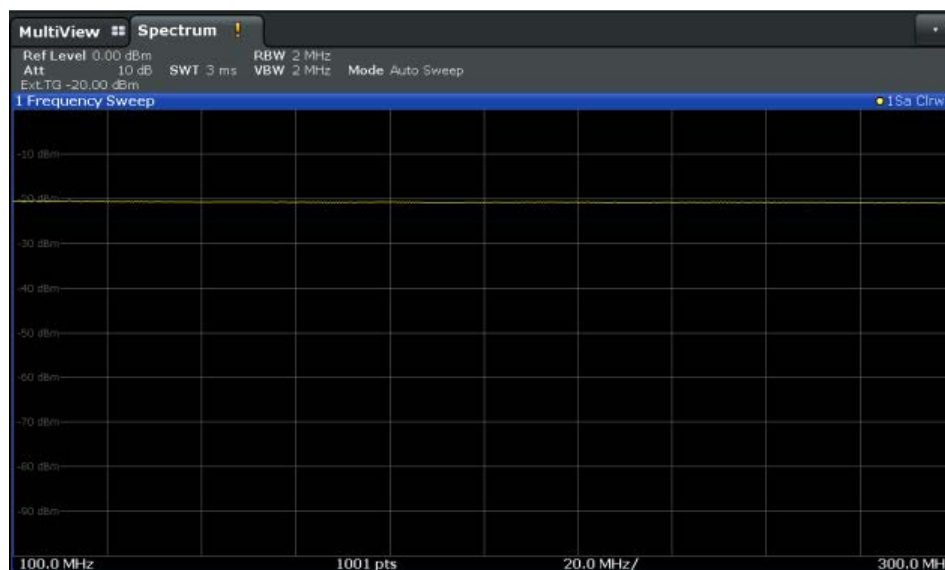 MultiView Spectrum !
Ref Level 0.00 dBm RBW 2 MHz
Att 10 dB SWT 3 ms VBW 2 MHz Mode Auto Sweep
Ext.TG -20.00 dBm
1 Frequency Sweep 1Sa Clrw
-10 dBm
-20 dBm
-30 dBm
-40 dBm
-50 dBm
-60 dBm
-70 dBm
-80 dBm
-90 dBm
100.0 MHz 1001 pts 20.0 MHz/ 300.0 MH